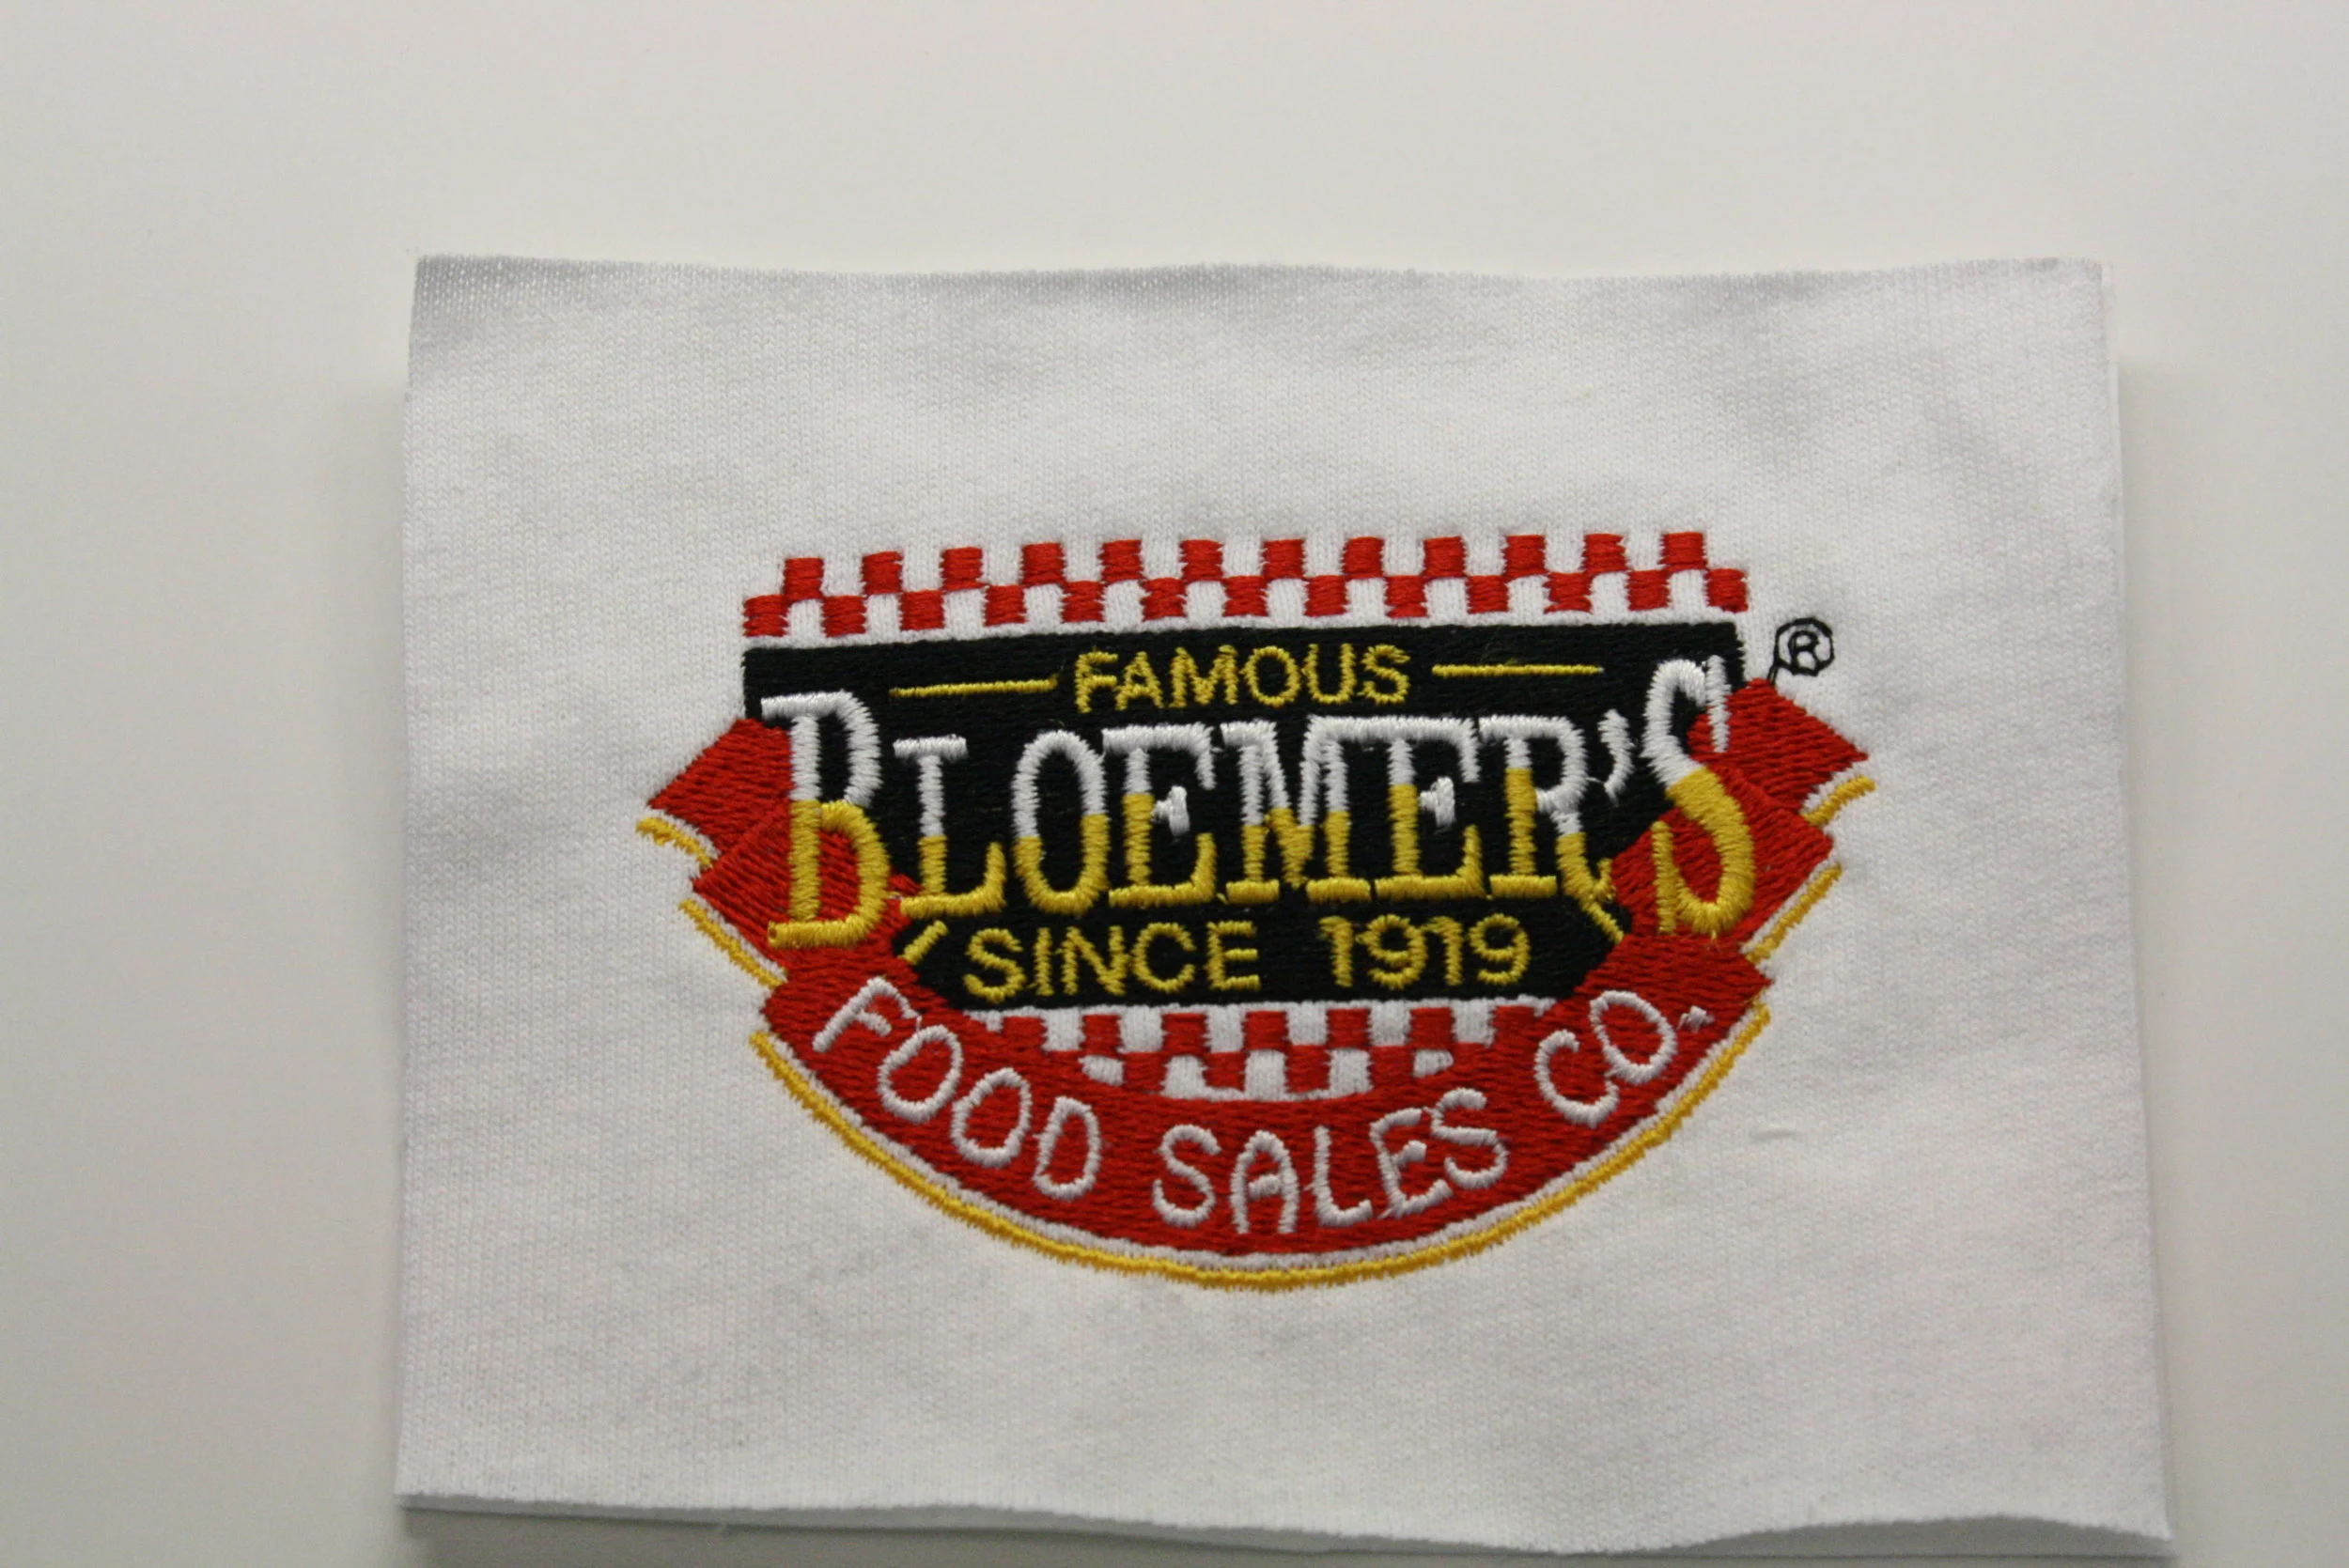 FAMOUS
BLOEMER'S ®
SINCE 1919
FOOD SALES CO.